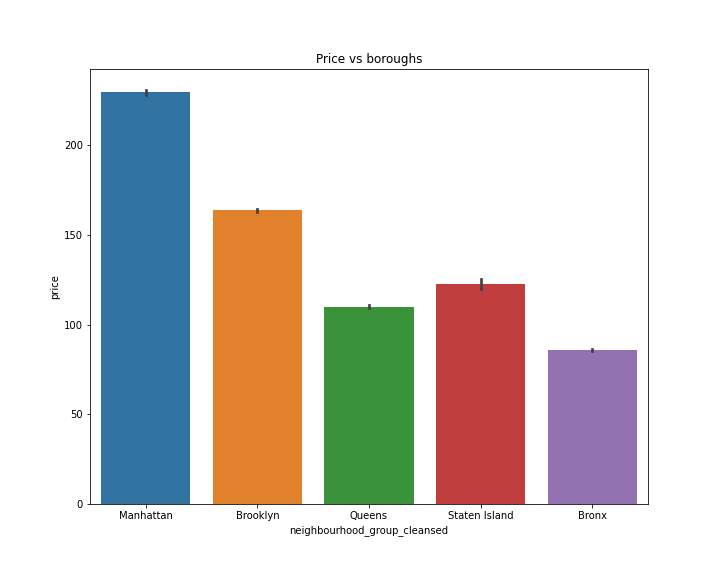 Price vs boroughs
price
200
150
100
50
0
Manhattan Brooklyn Queens Staten Island Bronx
neighbourhood_group_cleansed